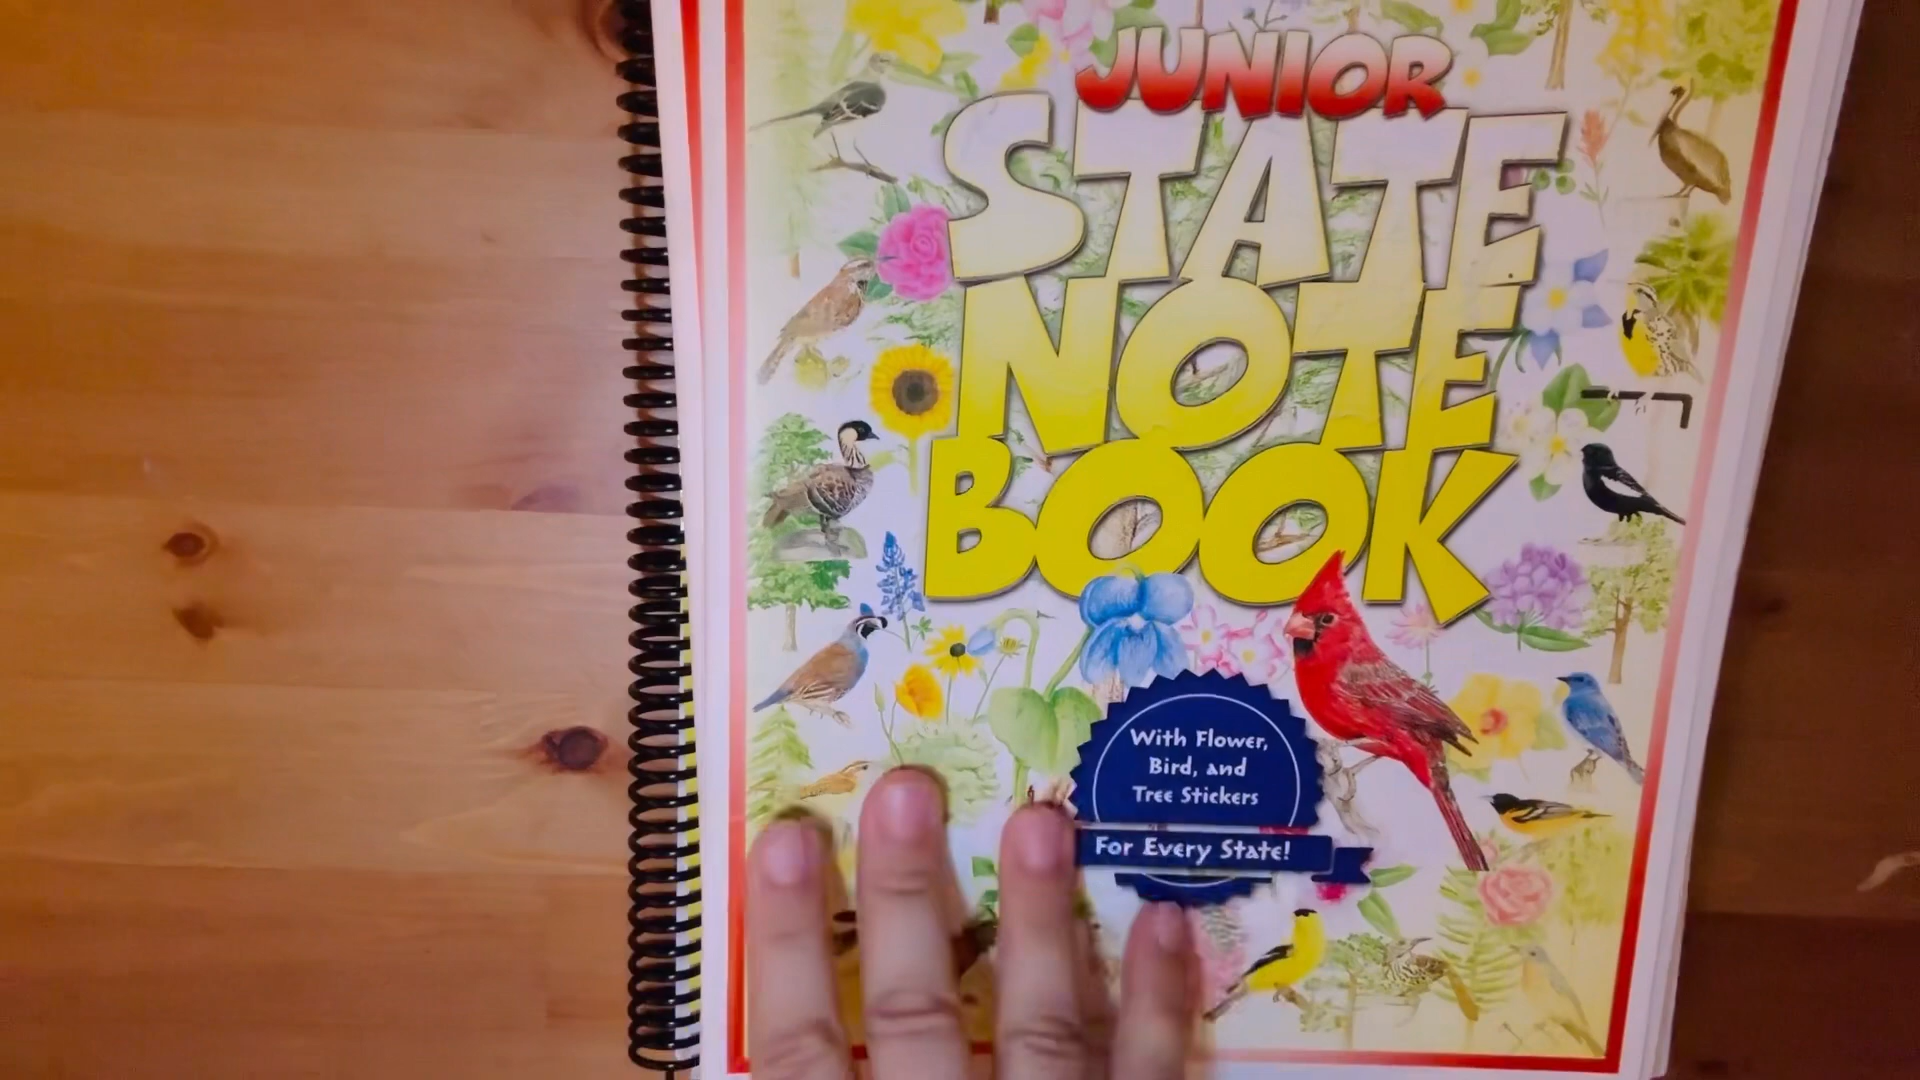 JUNIOR
STATE
NOTE
BOOK
With Flower,
Bird, and
Tree Stickers
For Every State!